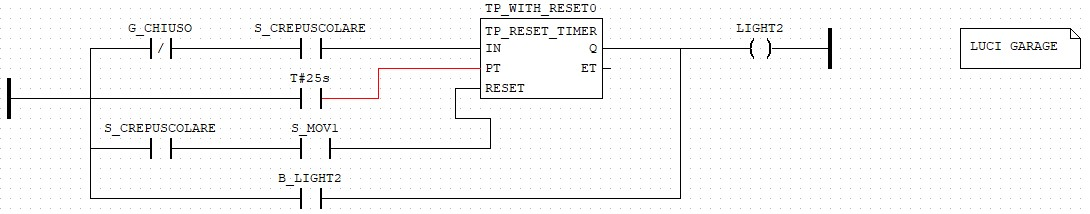 TP_WITH_RESET0
G_CHIUSO S_CREPUSCOLARE TP_RESET_TIMER LIGHT2
/ IN Q ( ) LUCI GARAGE
T#25s PT ET
RESET
S_CREPUSCOLARE S_MOV1
B_LIGHT2